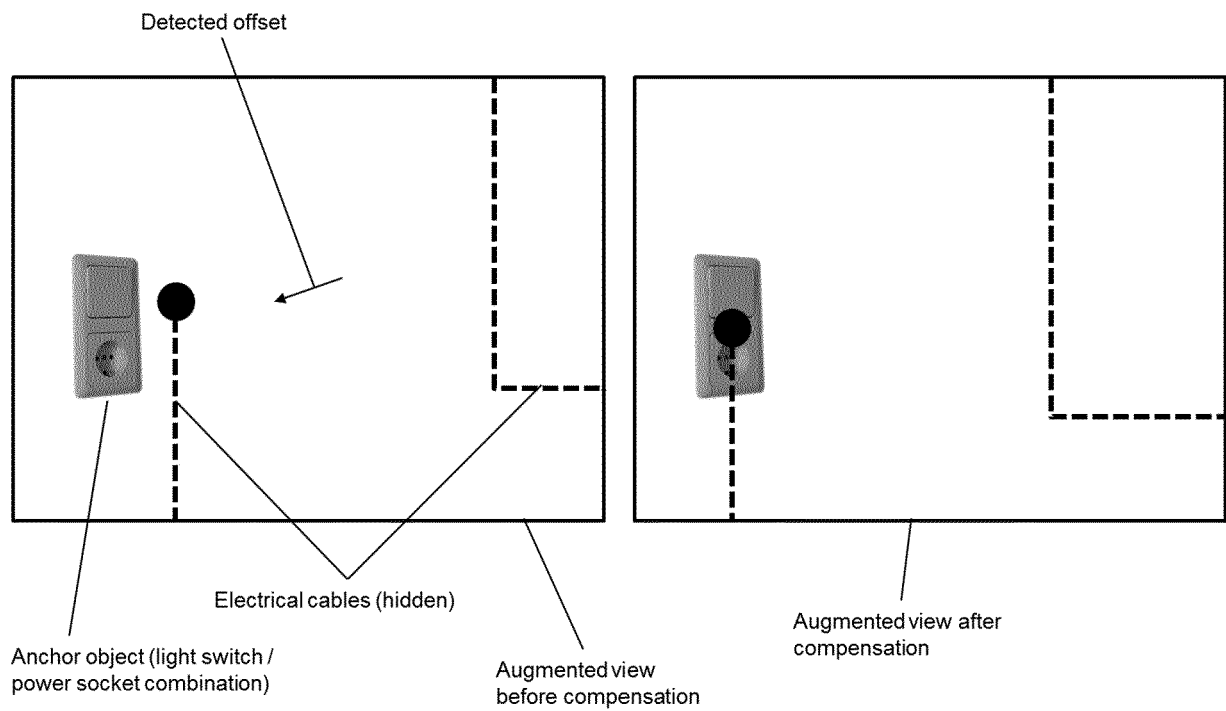 Detected offset
Electrical cables (hidden)
Anchor object (light switch /
power socket combination)
Augmented view
before compensation
Augmented view after
compensation